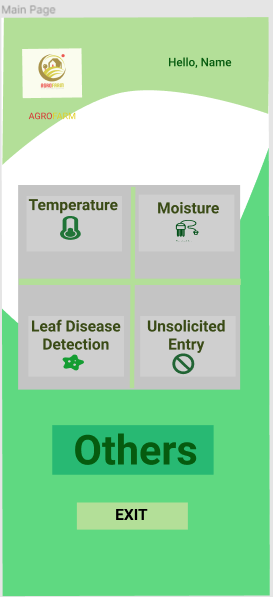 Main Page
Hello, Name
AGRO FARM
Temperature
Moisture
Leaf Disease
Detection
Unsolicited
Entry
Others
EXIT